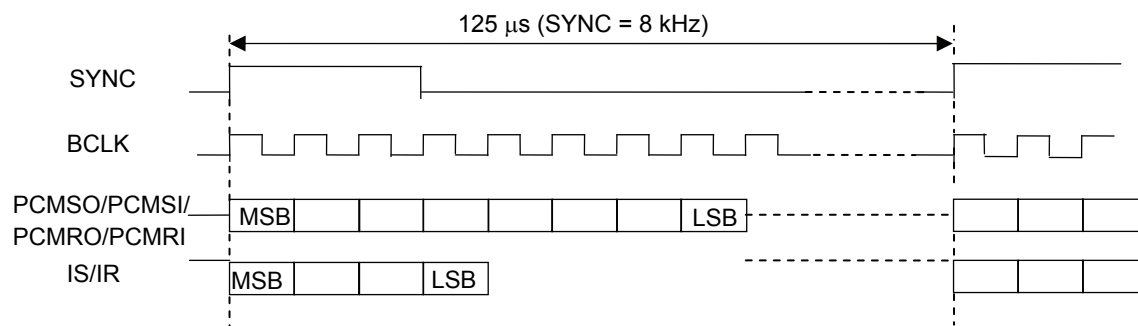 125 μs (SYNC = 8 kHz)
SYNC
BCLK
PCMSO/PCMSI/
PCMRO/PCMRI
MSB
LSB
IS/IR
MSB
LSB